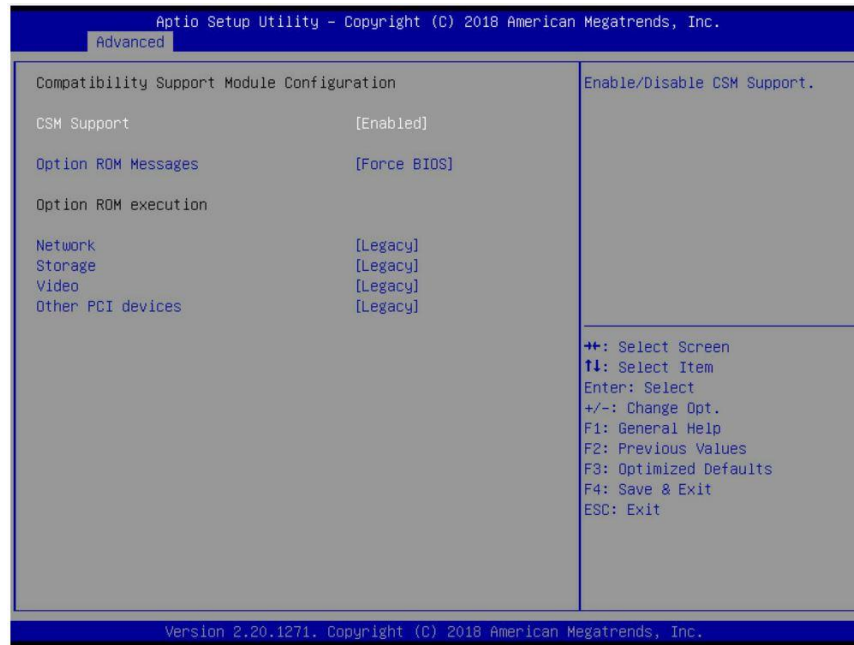 Aptio Setup Utility – Copyright (C) 2018 American Megatrends, Inc.
Advanced
Compatibility Support Module Configuration
CSM Support [Enabled]
Option ROM Messages [Force BIOS]
Option ROM execution
Network [Legacy]
Storage [Legacy]
Video [Legacy]
Other PCI devices [Legacy]
Enable/Disable CSM Support.
→←: Select Screen
↑↓: Select Item
Enter: Select
+/-: Change Opt.
F1: General Help
F2: Previous Values
F3: Optimized Defaults
F4: Save & Exit
ESC: Exit
Version 2.20.1271. Copyright (C) 2018 American Megatrends, Inc.